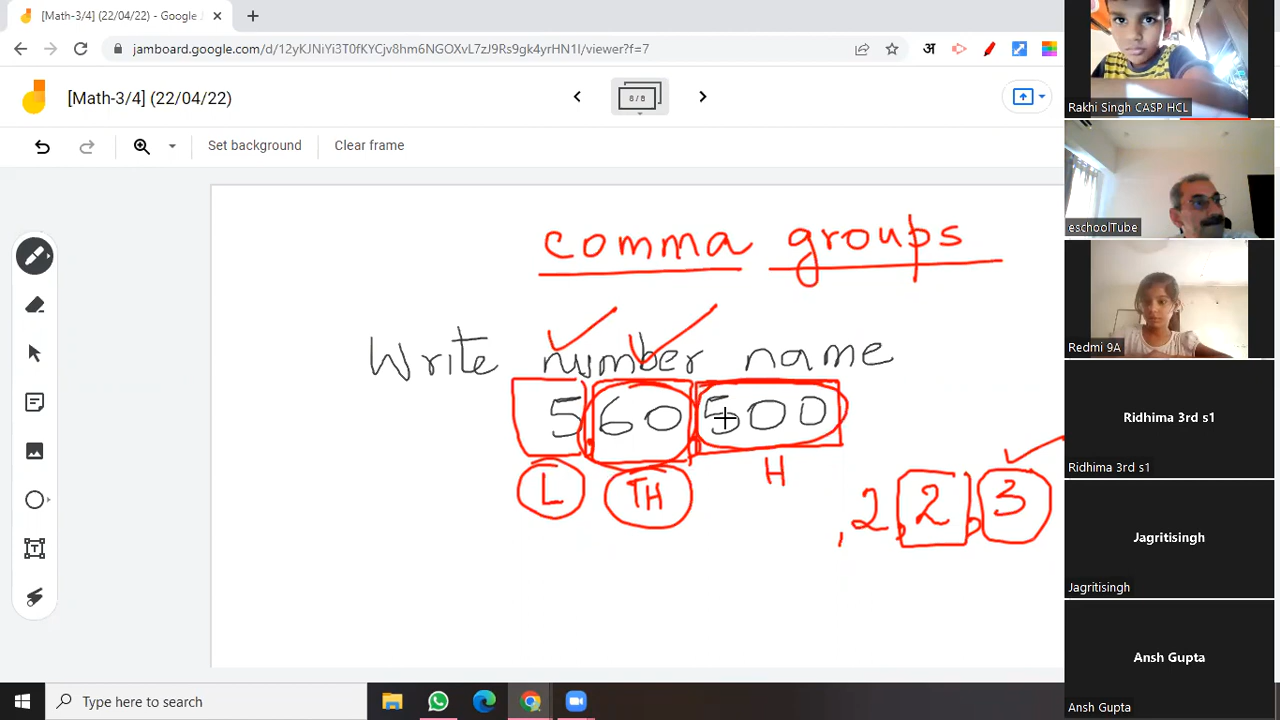 [Math-3/4] (22/04/22) - Google J
jamboard.google.com/d/12yKJNiYi3T0tKYCjv8hm6NGOXvL7zJ9Rs9gk4yrHN1I/viewer?f=7
अ
[Math-3/4] (22/04/22)
8/8
Set background
Clear frame
comma groups
Write number name
5,60,500
L TH H
,2,2,3
Rakhi Singh CASP HCL
eschoolTube
Redmi 9A
Ridhima 3rd s1
Ridhima 3rd s1
Jagritisingh
Jagritisingh
Ansh Gupta
Ansh Gupta
Type here to search